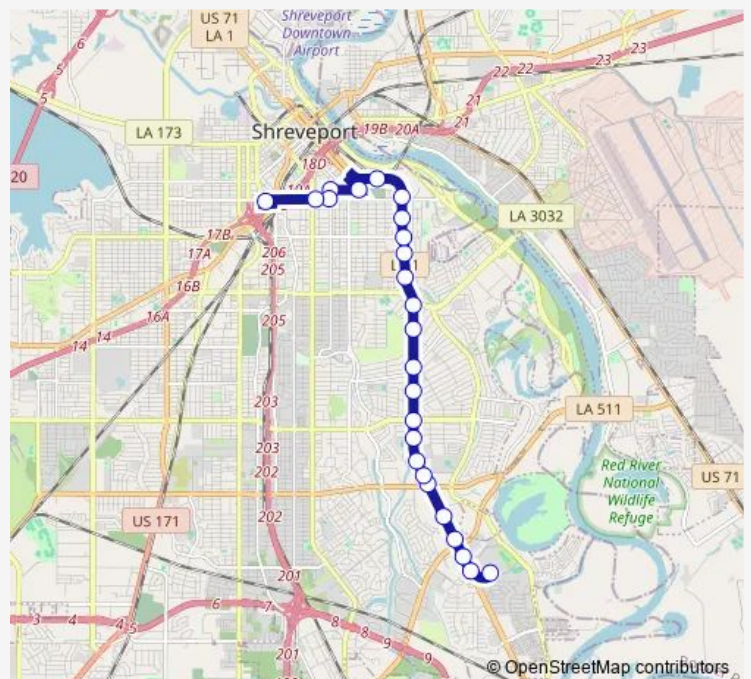 US 71
LA 1
Shreveport
Downtown
Airport
6
5
5
23
23
22
22
21
21
LA 173
Shreveport
19B
20A
18D
19A
20
LA 3032
17B
206
17A
205
16B
16A
205
14
14
203
LA 511
203
202
Red River
National
Wildlife
Refuge
US 71
US 171
202
201
3
4
4
5
6
7
8
8
9
9
201
© OpenStreetMap contributors